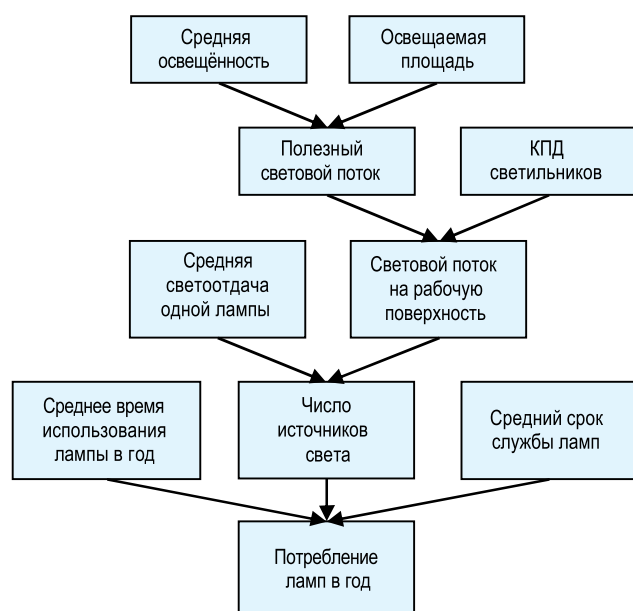 Средняя
освещённость
Освещаемая
площадь
Полезный
световой поток
КПД
светильников
Средняя
светоотдача
одной лампы
Световой поток
на рабочую
поверхность
Среднее время
использования
лампы в год
Число
источников
света
Средний срок
службы ламп
Потребление
ламп в год